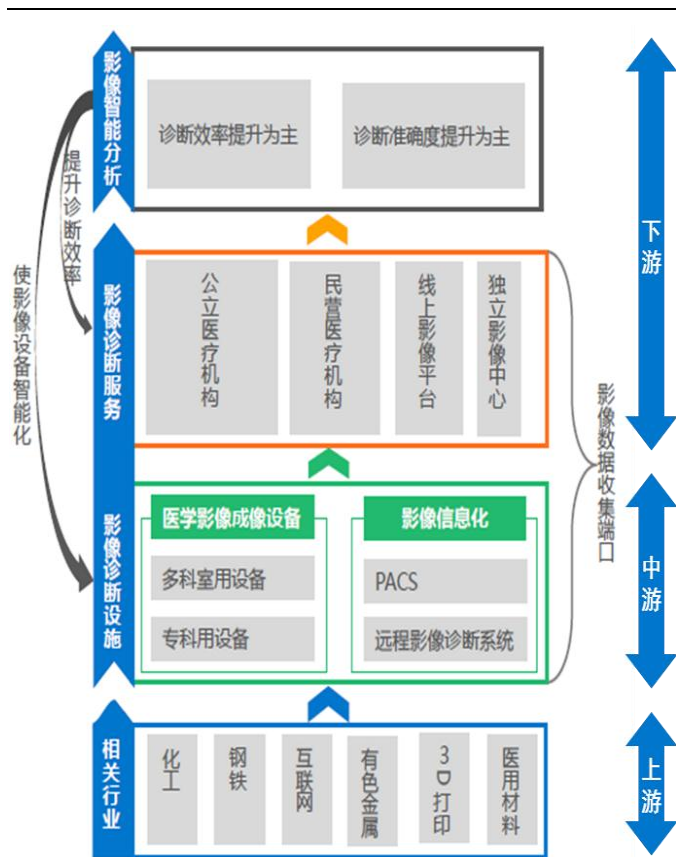 影像智能分析
诊断效率提升为主
诊断准确度提升为主
提升诊断效率
使影像设备智能化
下游
影像诊断服务
公立医疗机构
民营医疗机构
线上影像平台
独立影像中心
影像数据收集端口
影像诊断设施
医学影像成像设备
影像信息化
多科室用设备
PACS
专科用设备
远程影像诊断系统
中游
相关行业
化工
钢铁
互联网
有色金属
3D打印
医用材料
上游